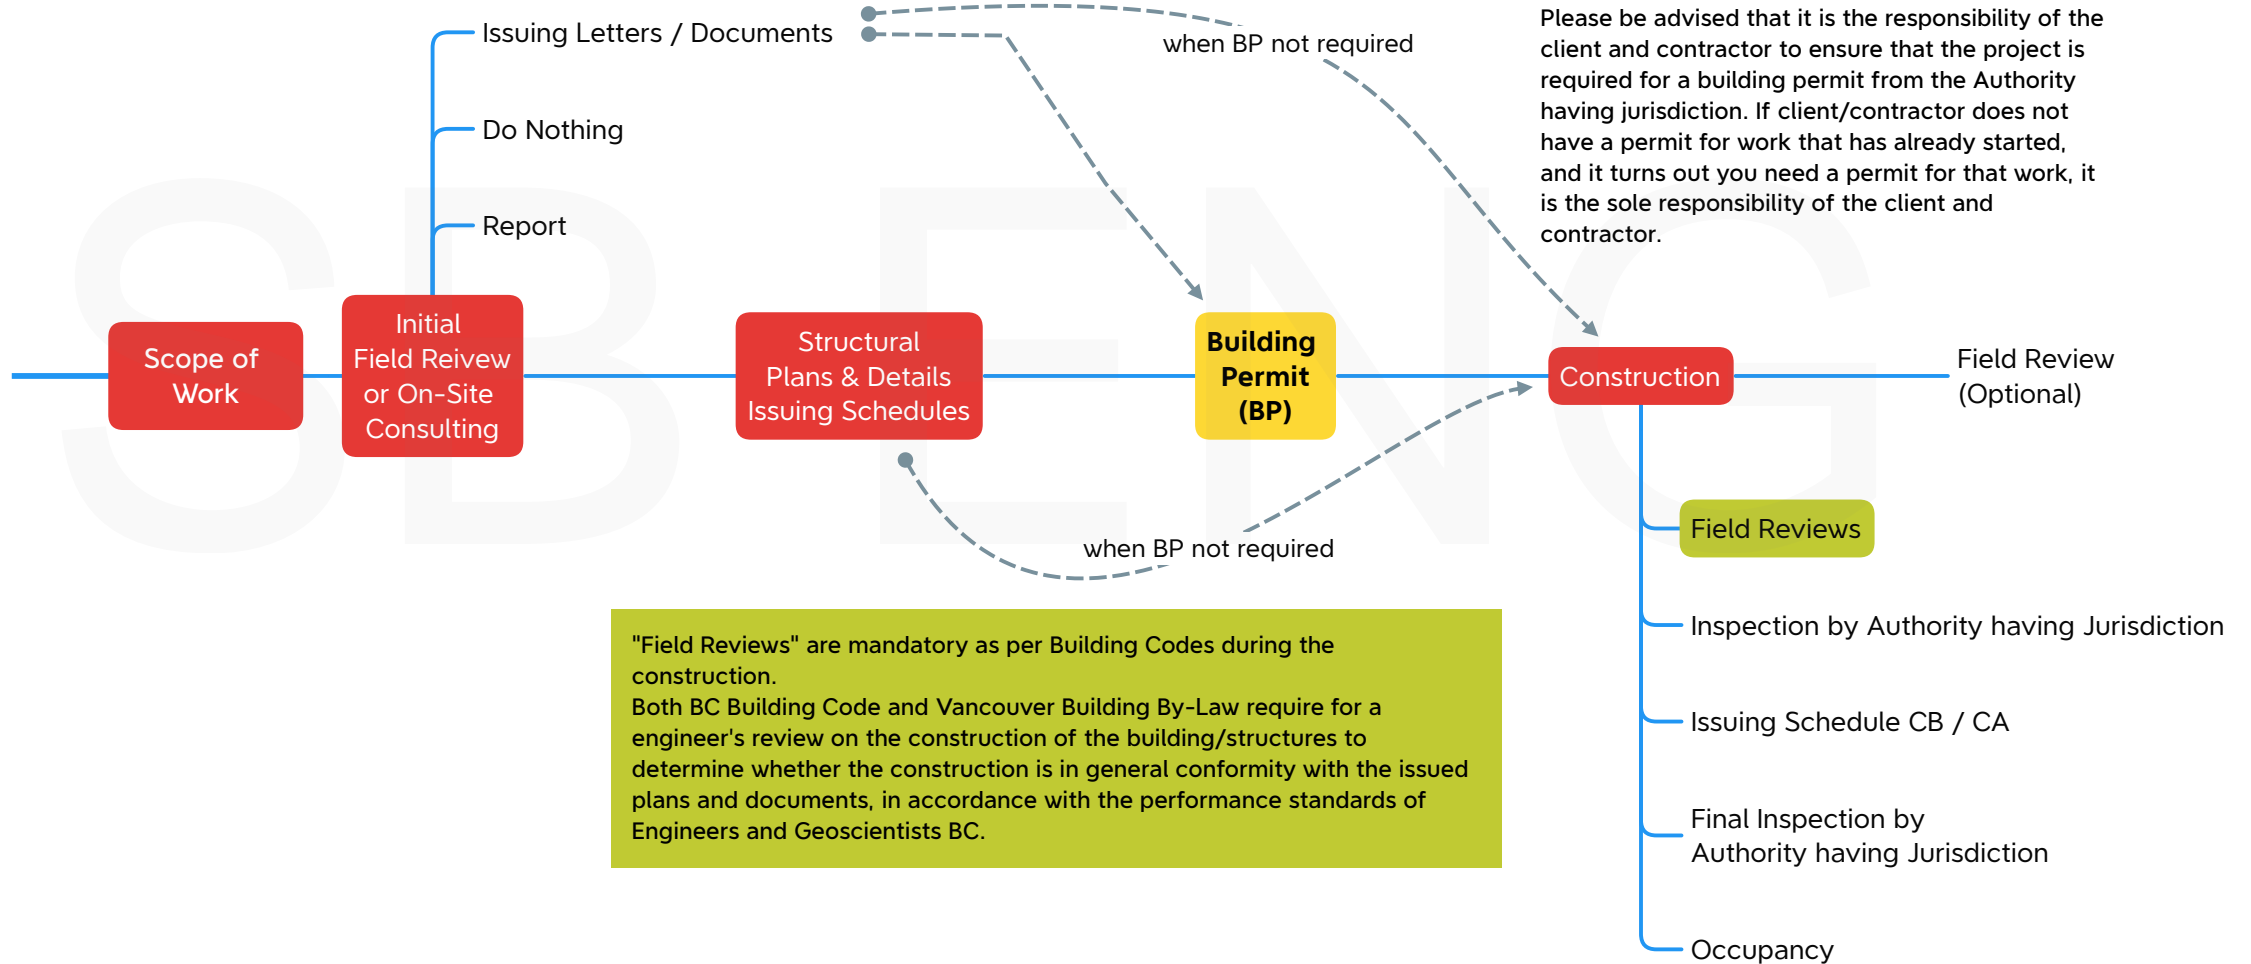 Issuing Letters / Documents
Do Nothing
Report
when BP not required
Please be advised that it is the responsibility of the
client and contractor to ensure that the project is
required for a building permit from the Authority
having jurisdiction. If client/contractor does not
have a permit for work that has already started,
and it turns out you need a permit for that work, it
is the sole responsibility of the client and
contractor.
SB ENG
Scope of
Work
Initial
Field Reivew
or On-Site
Consulting
Structural
Plans & Details
Issuing Schedules
Building
Permit
(BP)
Construction
Field Review
(Optional)
when BP not required
Field Reviews
Inspection by Authority having Jurisdiction
Issuing Schedule CB / CA
Final Inspection by
Authority having Jurisdiction
Occupancy
"Field Reviews" are mandatory as per Building Codes during the
construction.
Both BC Building Code and Vancouver Building By-Law require for a
engineer's review on the construction of the building/structures to
determine whether the construction is in general conformity with the issued
plans and documents, in accordance with the performance standards of
Engineers and Geoscientists BC.